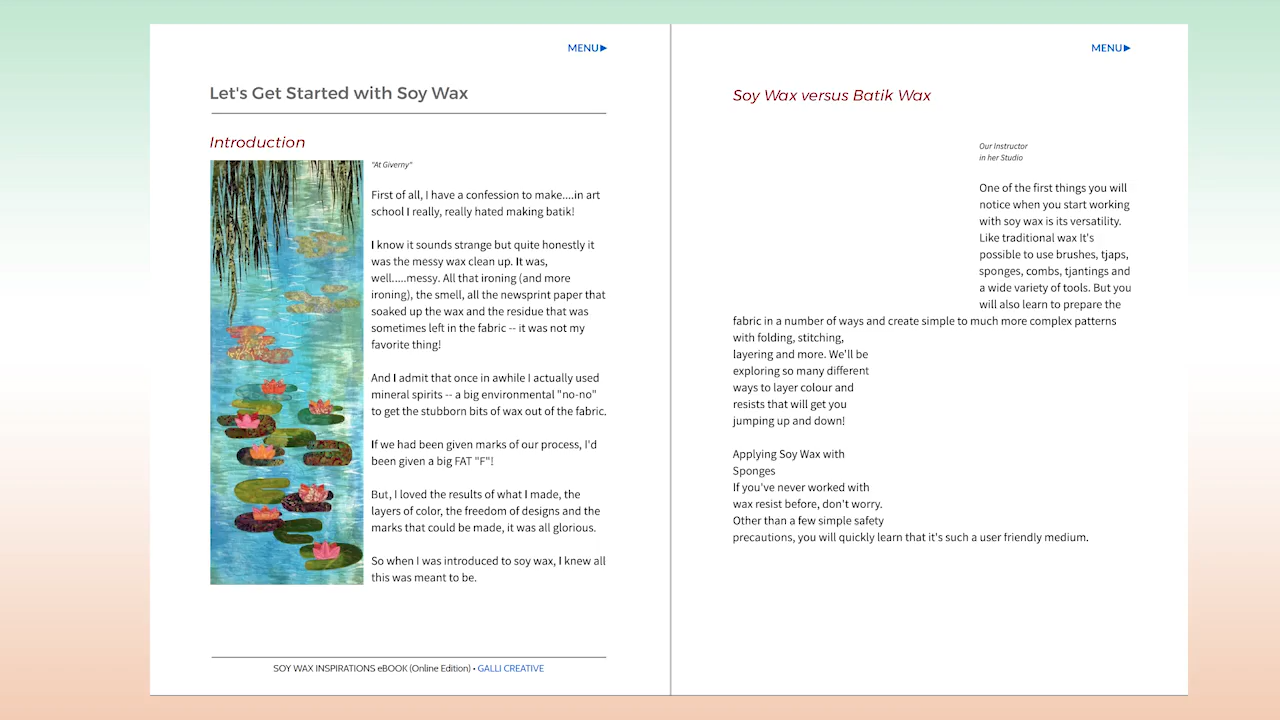 MENU▶
Let's Get Started with Soy Wax
Introduction
"At Giverny"
First of all, I have a confession to make....in art
school I really, really hated making batik!
I know it sounds strange but quite honestly it
was the messy wax clean up. It was,
well.....messy. All that ironing (and more
ironing), the smell, all the newsprint paper that
soaked up the wax and the residue that was
sometimes left in the fabric -- it was not my
favorite thing!
And I admit that once in awhile I actually used
mineral spirits -- a big environmental "no-no"
to get the stubborn bits of wax out of the fabric.
If we had been given marks of our process, I'd
been given a big FAT "F"!
But, I loved the results of what I made, the
layers of color, the freedom of designs and the
marks that could be made, it was all glorious.
So when I was introduced to soy wax, I knew all
this was meant to be.
SOY WAX INSPIRATIONS eBOOK (Online Edition) • GALLI CREATIVE
MENU▶
Soy Wax versus Batik Wax
Our Instructor
in her Studio
One of the first things you will
notice when you start working
with soy wax is its versatility.
Like traditional wax It's
possible to use brushes, tjaps,
sponges, combs, tjantings and
a wide variety of tools. But you
will also learn to prepare the
fabric in a number of ways and create simple to much more complex patterns
with folding, stitching,
layering and more. We'll be
exploring so many different
ways to layer colour and
resists that will get you
jumping up and down!
Applying Soy Wax with
Sponges
If you've never worked with
wax resist before, don't worry.
Other than a few simple safety
precautions, you will quickly learn that it's such a user friendly medium.